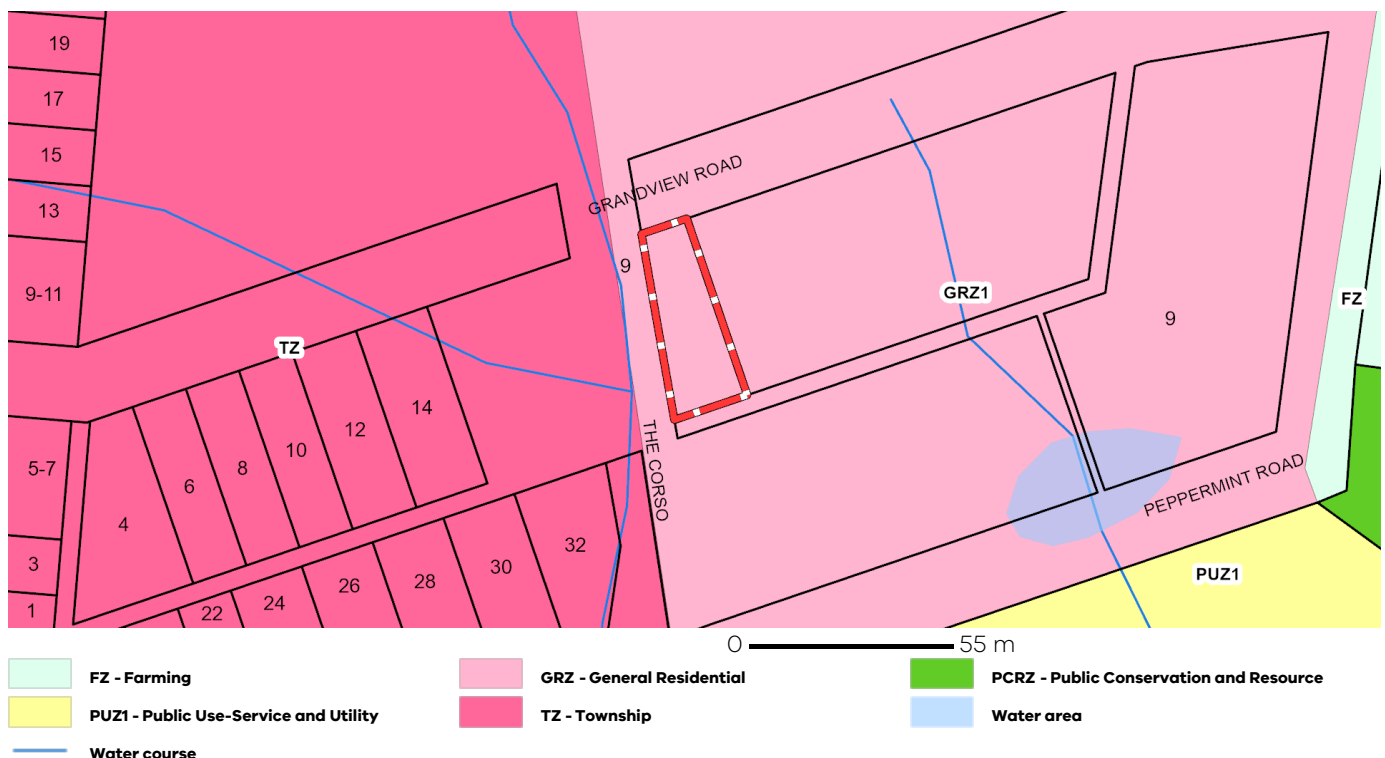 19
17
15
13
9-11
GRANDVIEW ROAD
9
GRZ1
FZ
9
TZ
14
12
10
8
6
4
5-7
3
1
THE CORSO
32
30
28
26
24
22
PEPPERMINT ROAD
PUZ1
0 55 m
FZ - Farming
GRZ - General Residential
PCRZ - Public Conservation and Resource
PUZ1 - Public Use-Service and Utility
TZ - Township
Water area
Water course